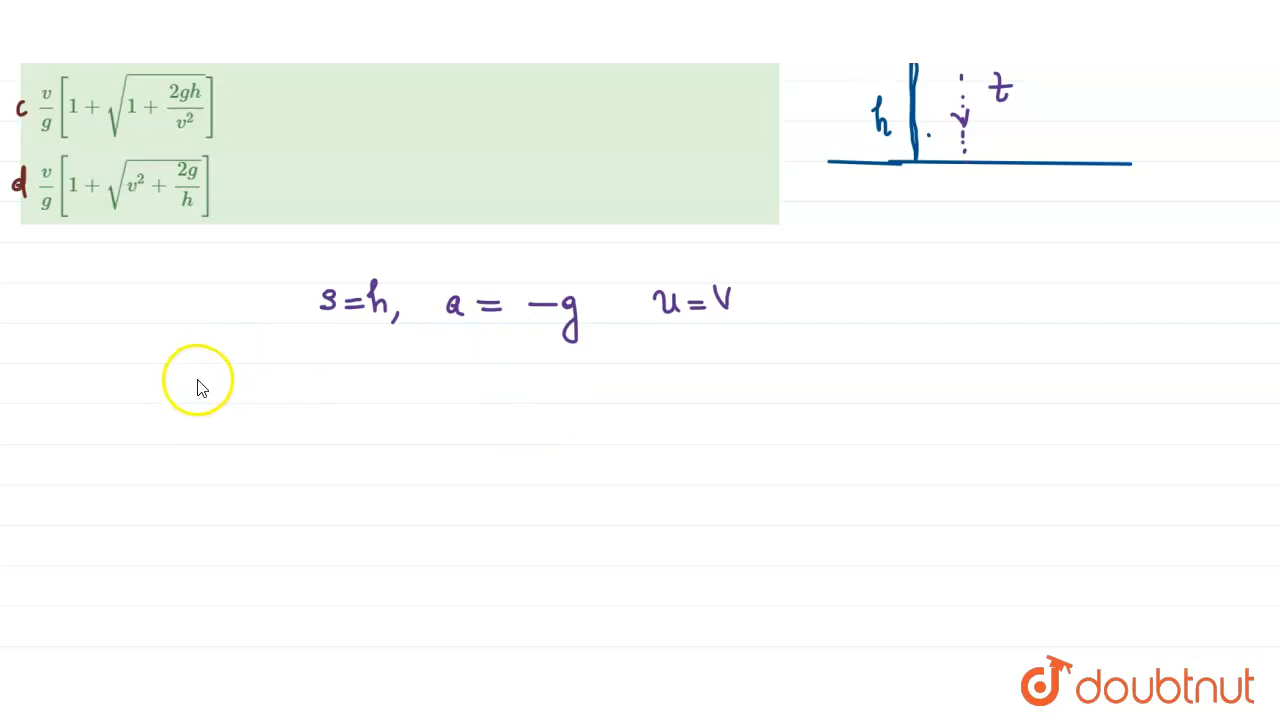 c v/g[1 + √(1 + 2gh/v²)]
t
h
d v/g[1 + √(v² + 2g/h)]
s = h, a = -g u = v
doubtnut